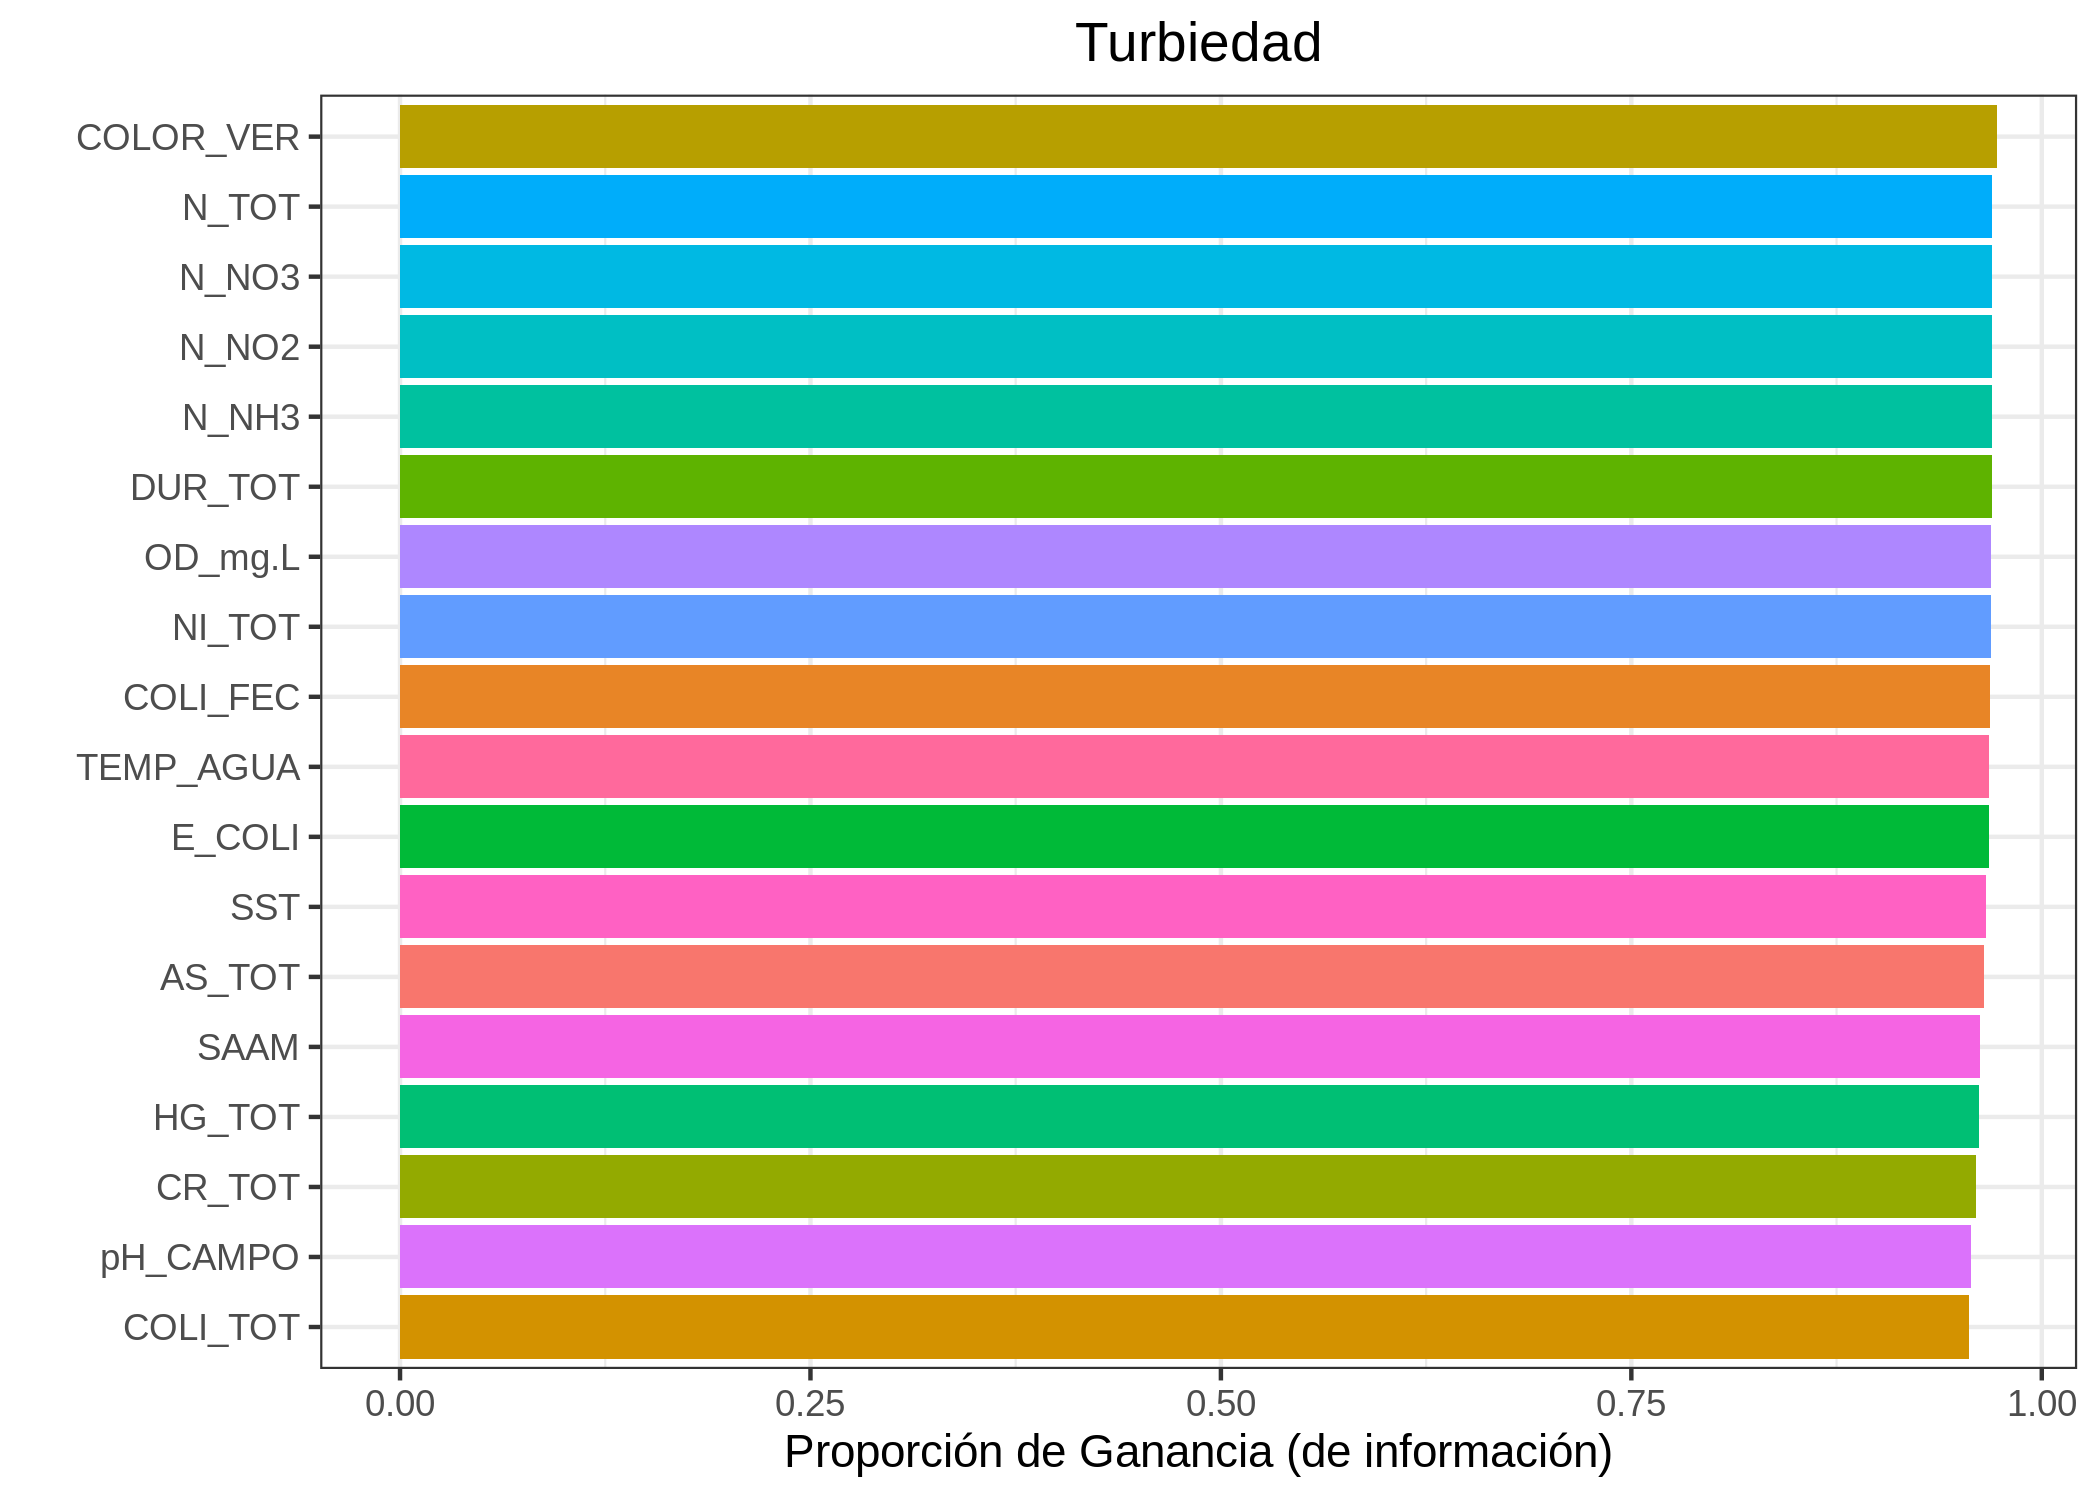 Turbiedad
COLOR_VER
N_TOT
N_NO3
N_NO2
N_NH3
DUR_TOT
OD_mg.L
NI_TOT
COLI_FEC
TEMP_AGUA
E_COLI
SST
AS_TOT
SAAM
HG_TOT
CR_TOT
pH_CAMPO
COLI_TOT
0.00 0.25 0.50 0.75 1.00
Proporción de Ganancia (de información)